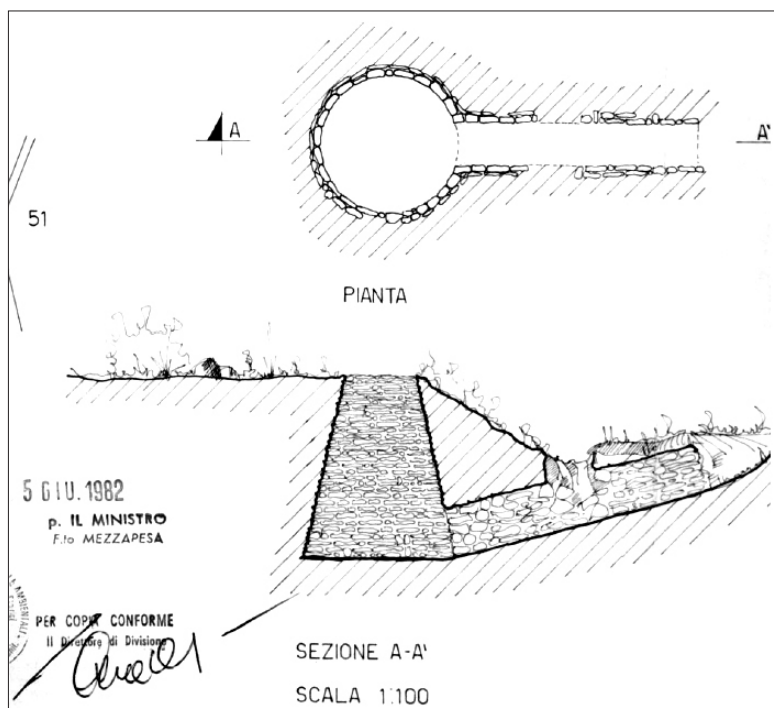 A
A'
51
PIANTA
5 GIU. 1982
p. IL MINISTRO
F.to MEZZAPESA
AMBIENTALI
PER COPIA CONFORME
Il Direttore di Divisione
SEZIONE A-A'
SCALA 1:100